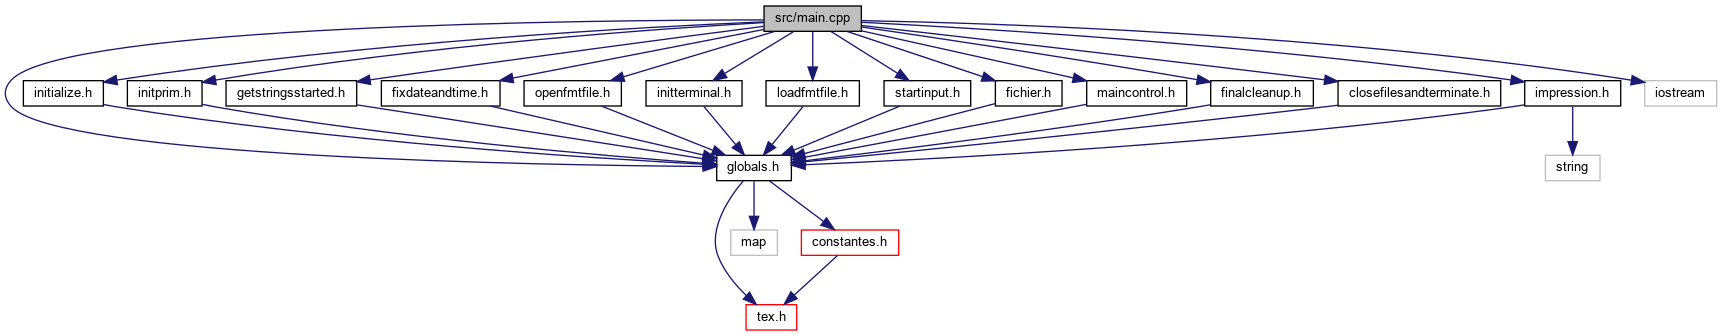 src/main.cpp
initialize.h
initprim.h
getstringsstarted.h
fixdateandtime.h
openfmtfile.h
initterminal.h
loadfmtfile.h
startinput.h
fichier.h
maincontrol.h
finalcleanup.h
closefilesandterminate.h
impression.h
iostream
globals.h
string
map
constantes.h
tex.h